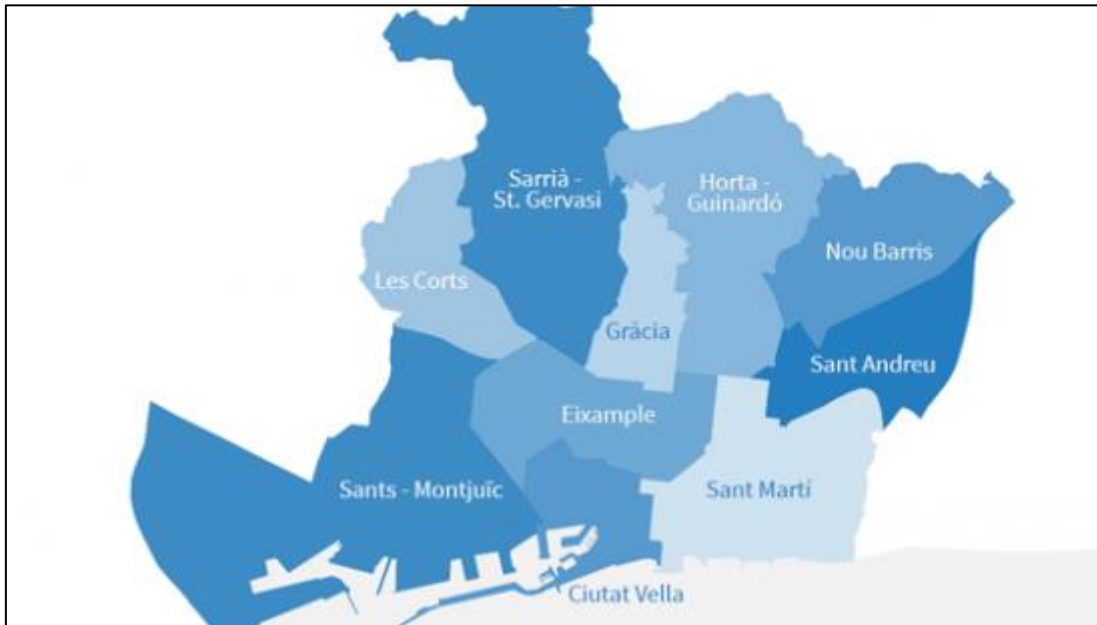 Sarrià -
St. Gervasi
Horta -
Guinardó
Nou Barris
Les Corts
Gràcia
Sant Andreu
Eixample
Sants - Montjuïc
Sant Martí
Ciutat Vella